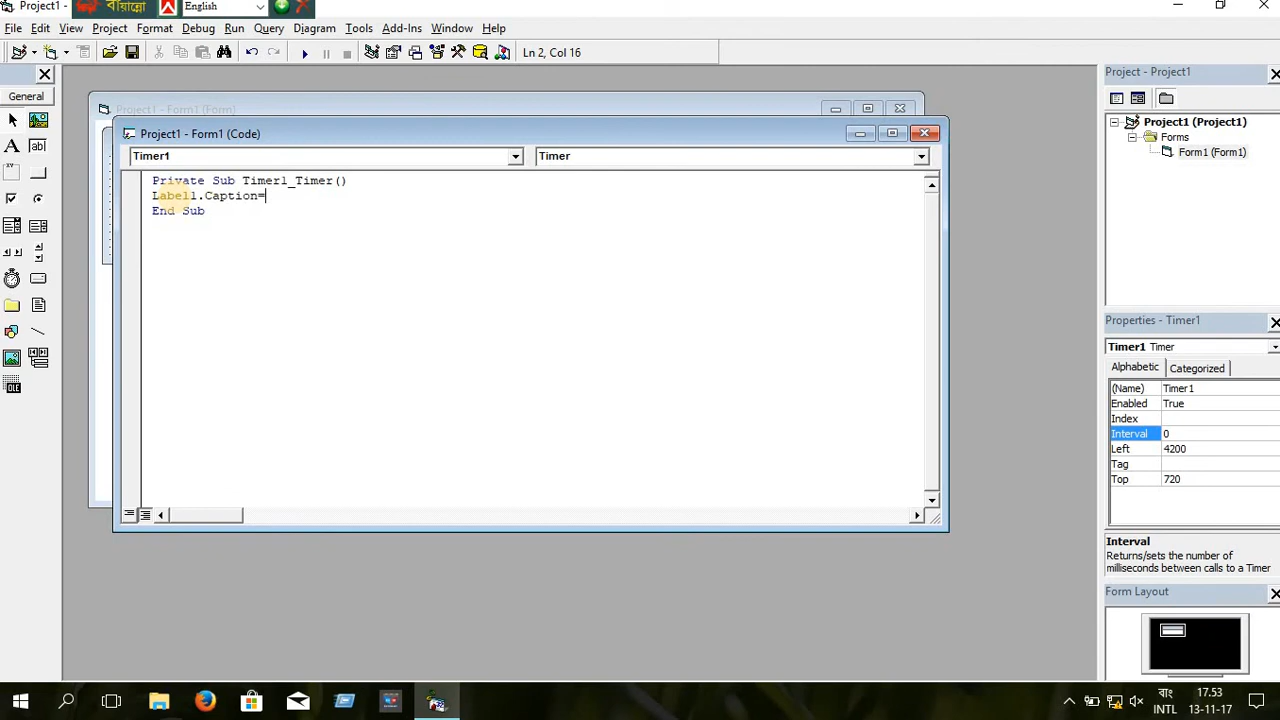 Project1 -
বায়ান্নো
English
File Edit View Project Format Debug Run Query Diagram Tools Add-Ins Window Help
Ln 2, Col 16
General
Project1 - Form1 (Form)
Project1 - Form1 (Code)
Timer1
Timer
Private Sub Timer1_Timer()
Label1.Caption=
End Sub
Project - Project1
Project1 (Project1)
Forms
Form1 (Form1)
Properties - Timer1
Timer1 Timer
Alphabetic Categorized
(Name) Timer1
Enabled True
Index
Interval 0
Left 4200
Tag
Top 720
Interval
Returns/sets the number of
milliseconds between calls to a Timer
Form Layout
বাং
INTL
17.53
13-11-17